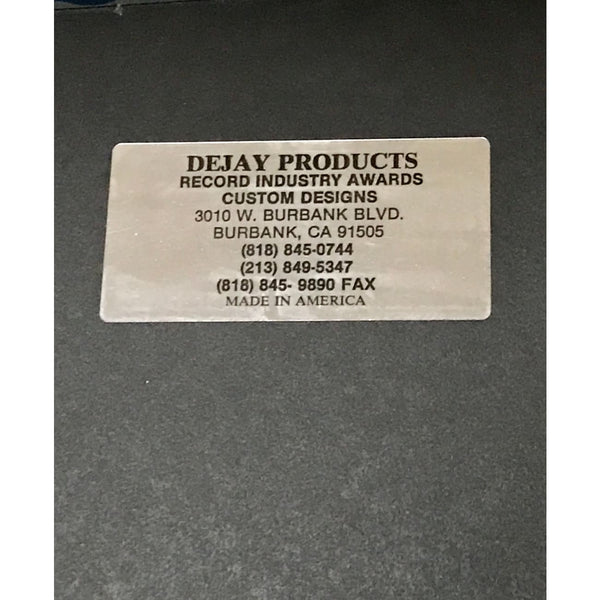 DEJAY PRODUCTS
RECORD INDUSTRY AWARDS
CUSTOM DESIGNS
3010 W. BURBANK BLVD.
BURBANK, CA 91505
(818) 845-0744
(213) 849-5347
(818) 845- 9890 FAX
MADE IN AMERICA